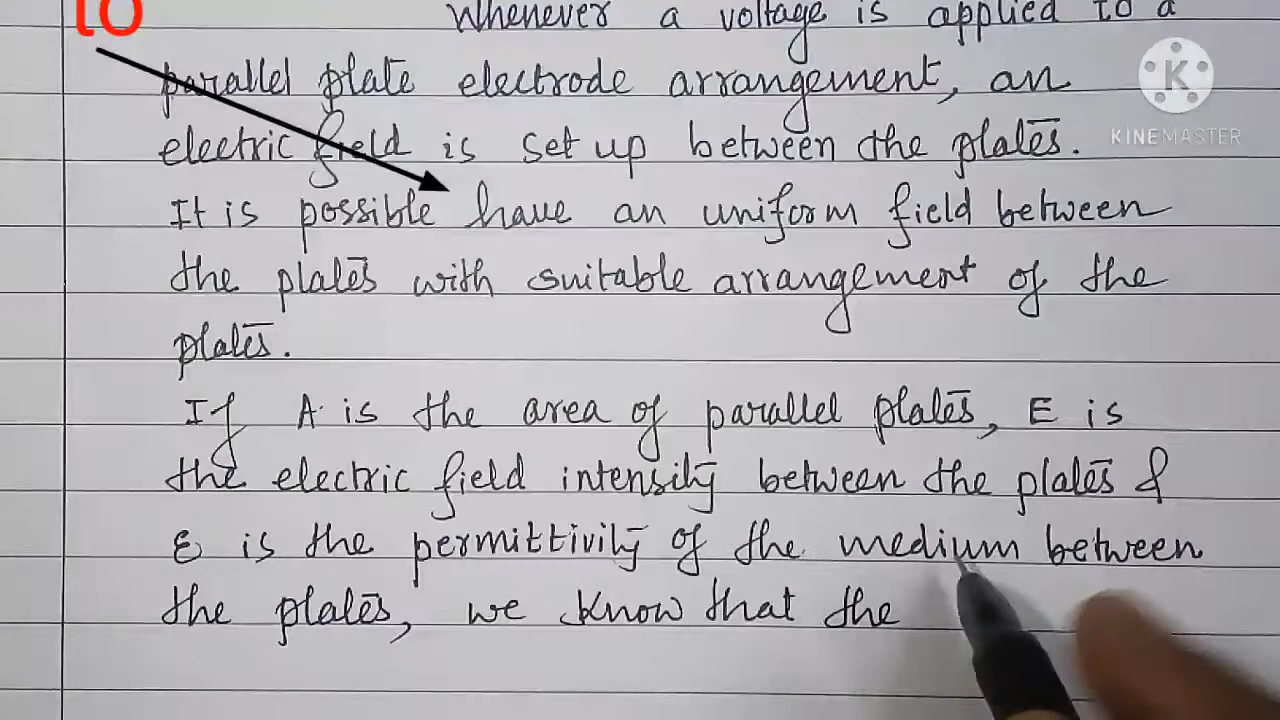 to
Whenever a voltage is applied to a
parallel plate electrode arrangement, an
electric field is set up between the plates.
It is possible have an uniform field between
the plates with suitable arrangement of the
plates.
If A is the area of parallel plates, E is
the electric field intensity between the plates &
ε is the permittivity of the medium between
the plates, we know that the
K
KINEMASTER